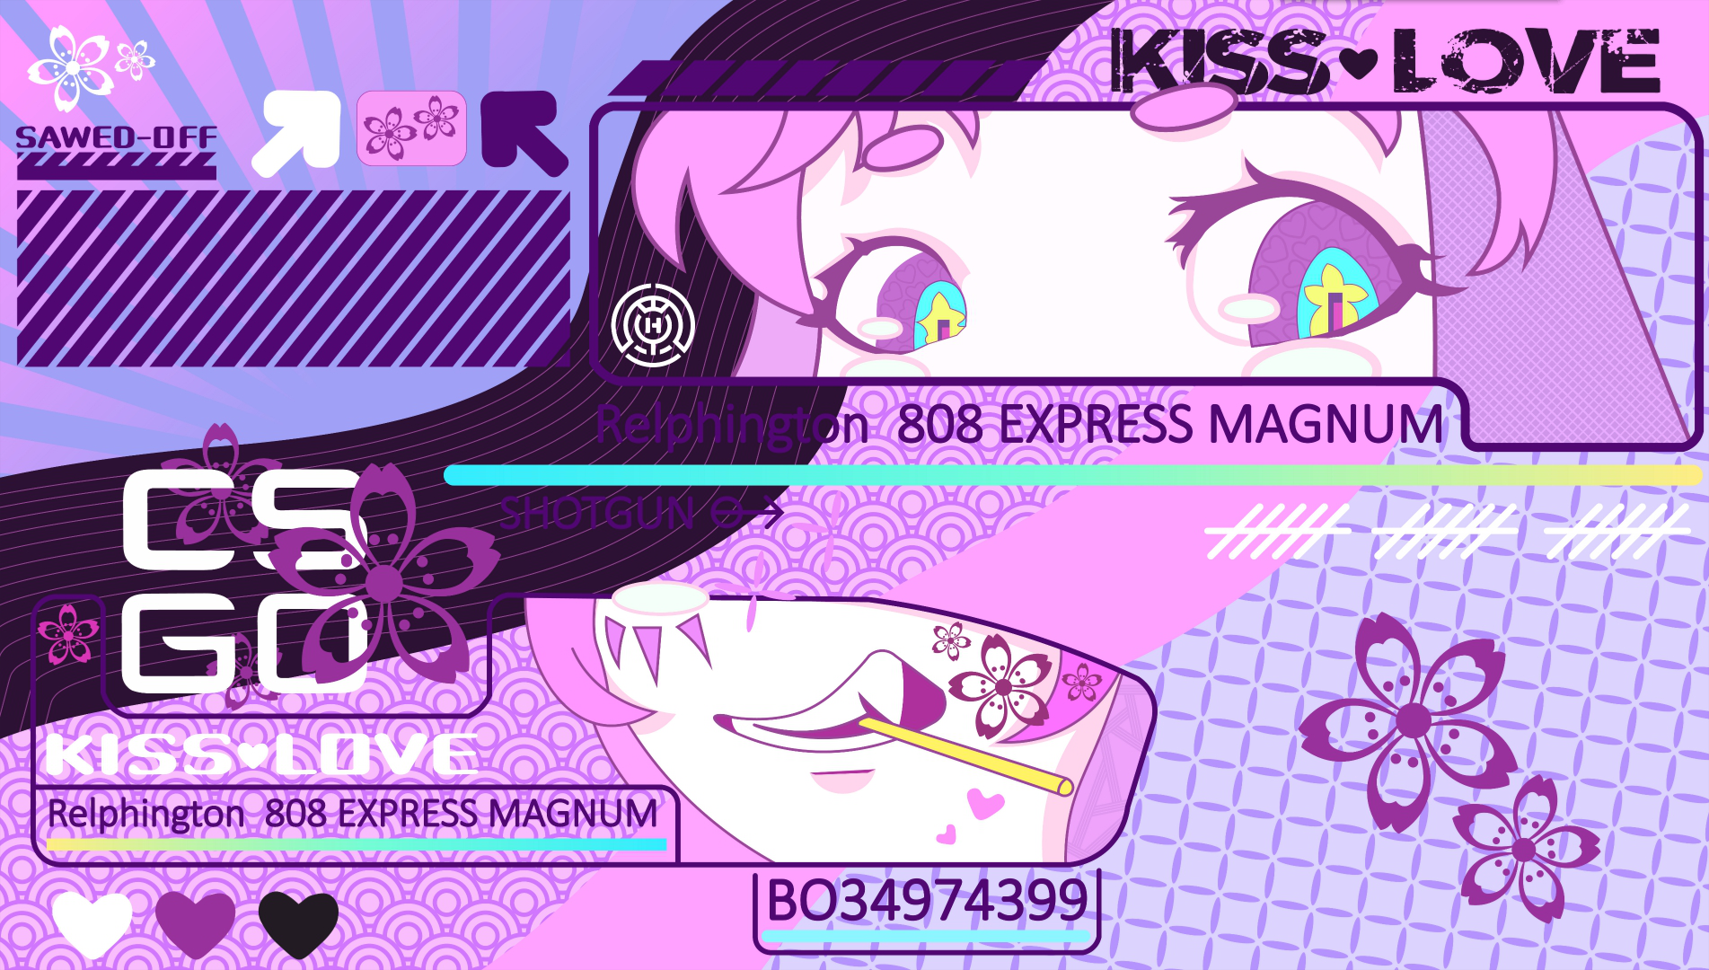 KISS♥LOVE
SAWED-OFF
H
Relphington 808 EXPRESS MAGNUM
SHOTGUN
CS
GO
KISS♥LOVE
Relphington 808 EXPRESS MAGNUM
BO34974399